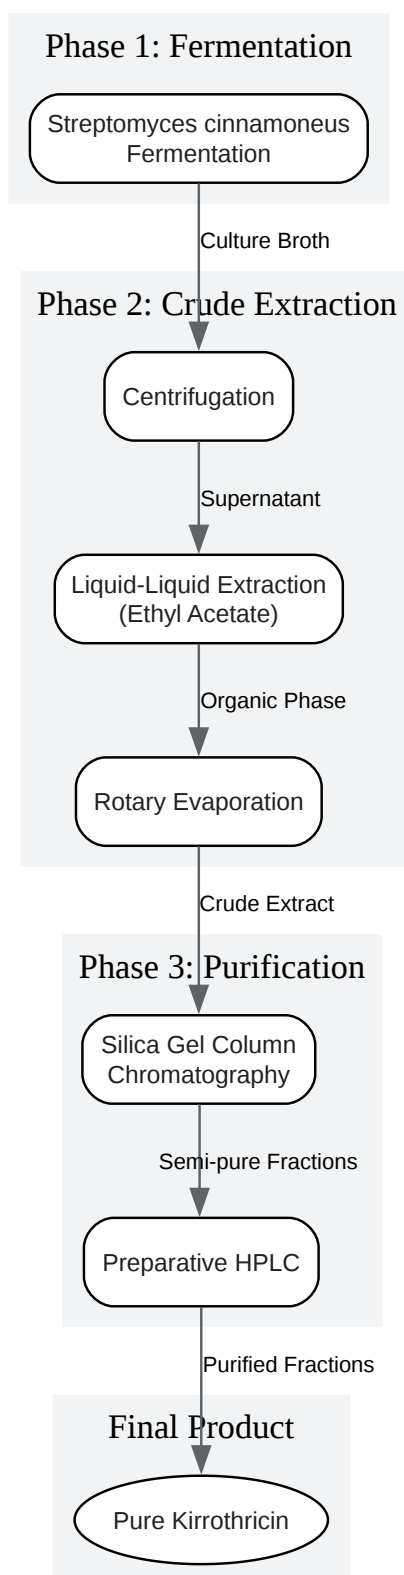 Phase 1: Fermentation
Streptomyces cinnamoneus
Fermentation
Culture Broth
Phase 2: Crude Extraction
Centrifugation
Supernatant
Liquid-Liquid Extraction
(Ethyl Acetate)
Organic Phase
Rotary Evaporation
Crude Extract
Phase 3: Purification
Silica Gel Column
Chromatography
Semi-pure Fractions
Preparative HPLC
Purified Fractions
Final Product
Pure Kirrothricin